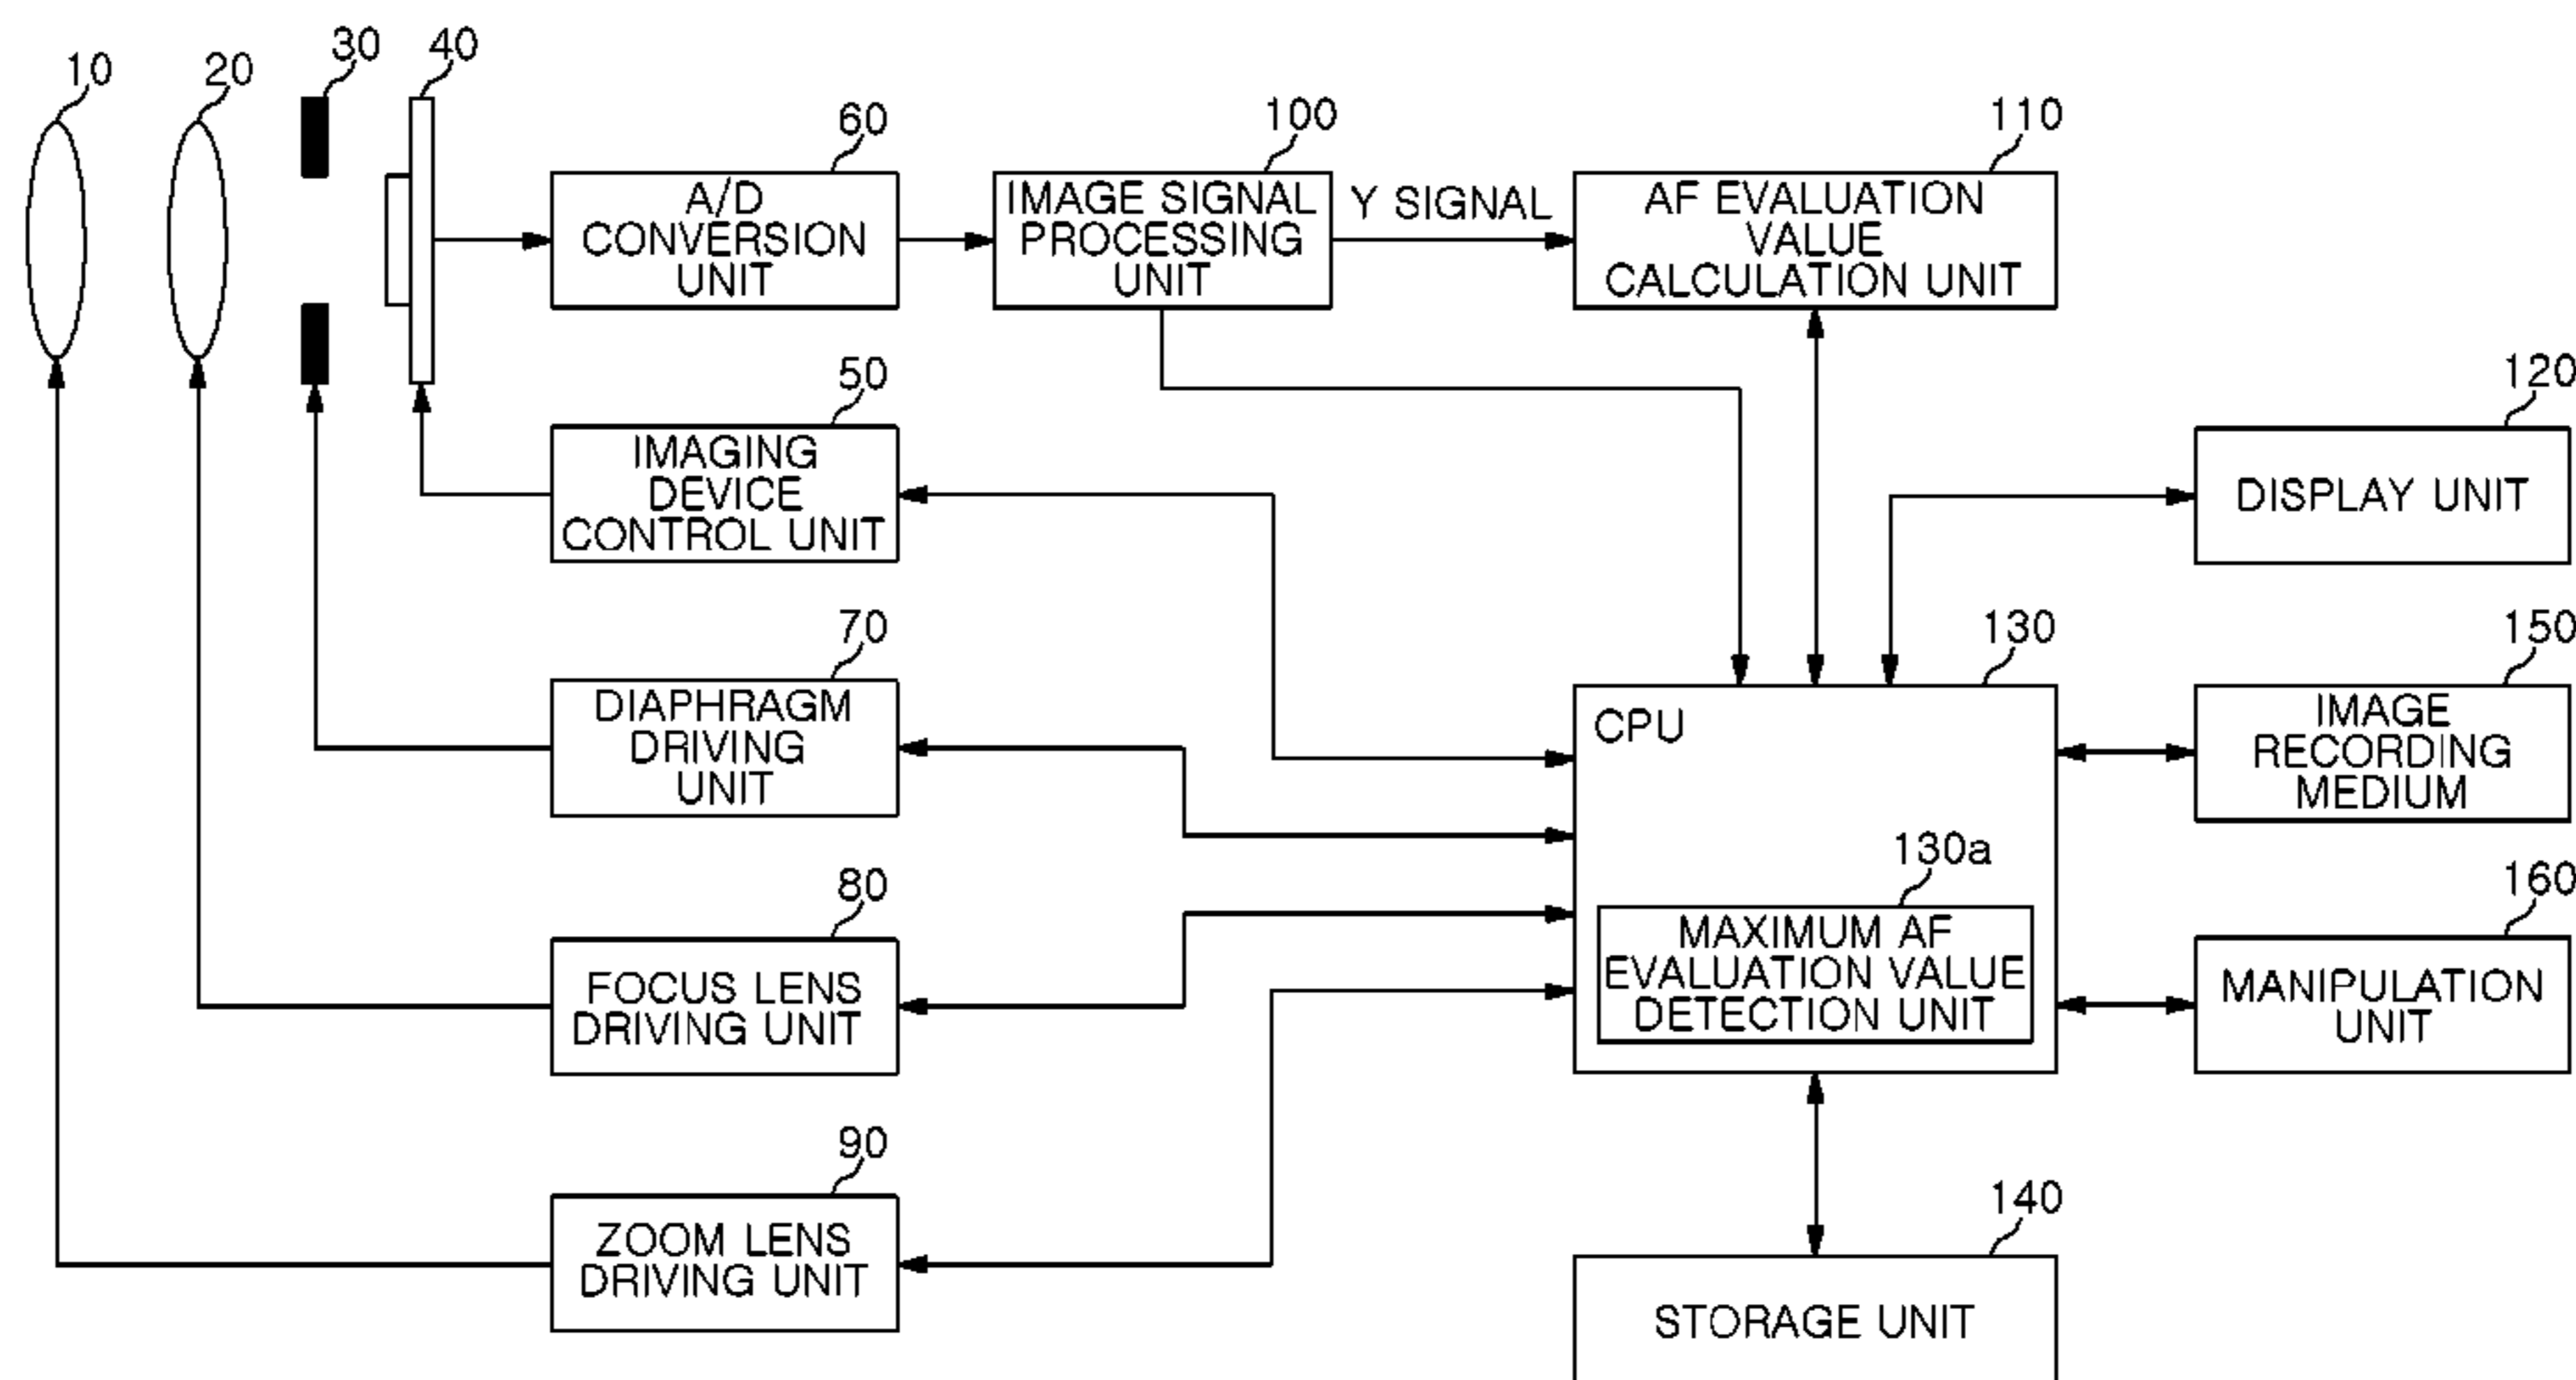 10
20
30
40
60
100
110
A/D
CONVERSION
UNIT
IMAGE SIGNAL
PROCESSING
UNIT
Y SIGNAL
AF EVALUATION
VALUE
CALCULATION UNIT
50
IMAGING
DEVICE
CONTROL UNIT
120
DISPLAY UNIT
70
DIAPHRAGM
DRIVING
UNIT
130
CPU
150
IMAGE
RECORDING
MEDIUM
80
FOCUS LENS
DRIVING UNIT
130a
MAXIMUM AF
EVALUATION VALUE
DETECTION UNIT
160
MANIPULATION
UNIT
90
ZOOM LENS
DRIVING UNIT
140
STORAGE UNIT